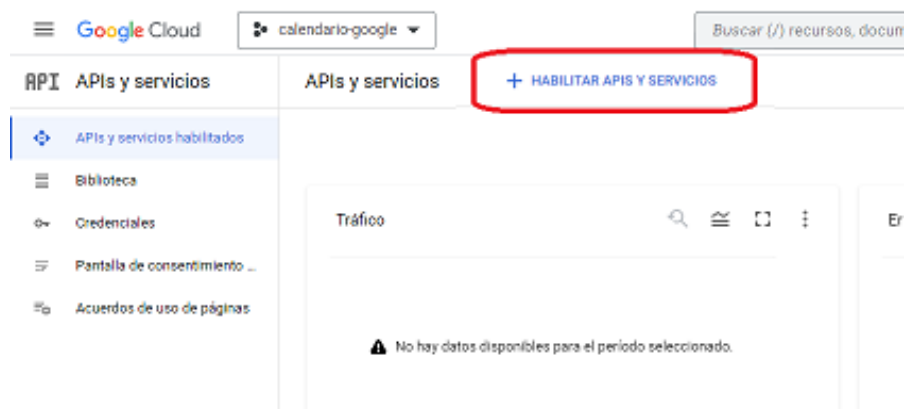 Google Cloud
calendario-google
Buscar (/) recursos, docum
API APIs y servicios
APIs y servicios
+ HABILITAR APIS Y SERVICIOS
APIs y servicios habilitados
Biblioteca
Credenciales
Pantalla de consentimiento ...
Acuerdos de uso de páginas
Tráfico
Er
No hay datos disponibles para el período seleccionado.